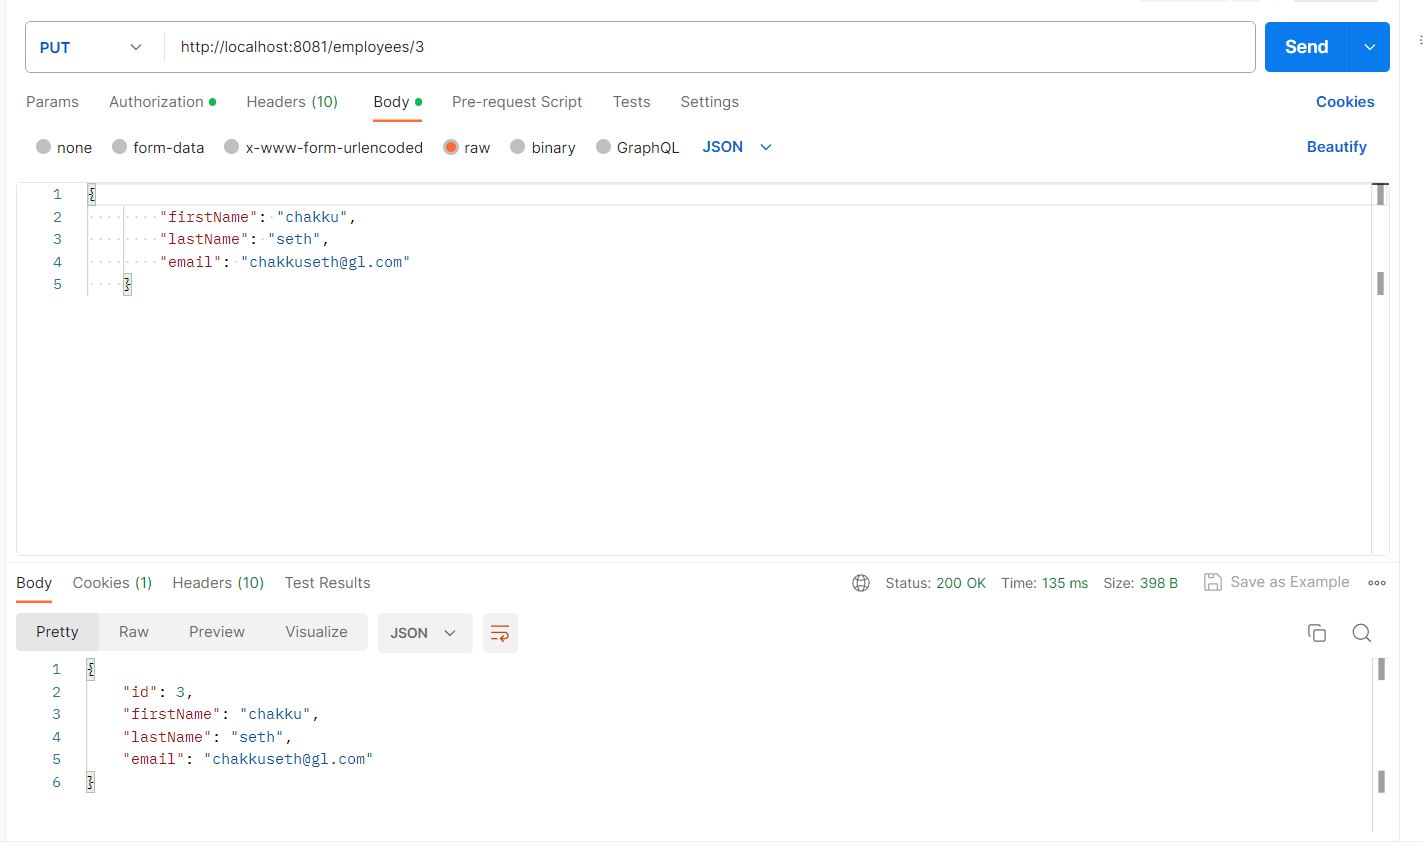 PUT http://localhost:8081/employees/3 Send
Params Authorization Headers (10) Body Pre-request Script Tests Settings Cookies
none form-data x-www-form-urlencoded raw binary GraphQL JSON Beautify
1 {
2 "firstName": "chakku",
3 "lastName": "seth",
4 "email": "chakkuseth@gl.com"
5 }
Body Cookies (1) Headers (10) Test Results Status: 200 OK Time: 135 ms Size: 398 B Save as Example
Pretty Raw Preview Visualize JSON
1 {
2 "id": 3,
3 "firstName": "chakku",
4 "lastName": "seth",
5 "email": "chakkuseth@gl.com"
6 }